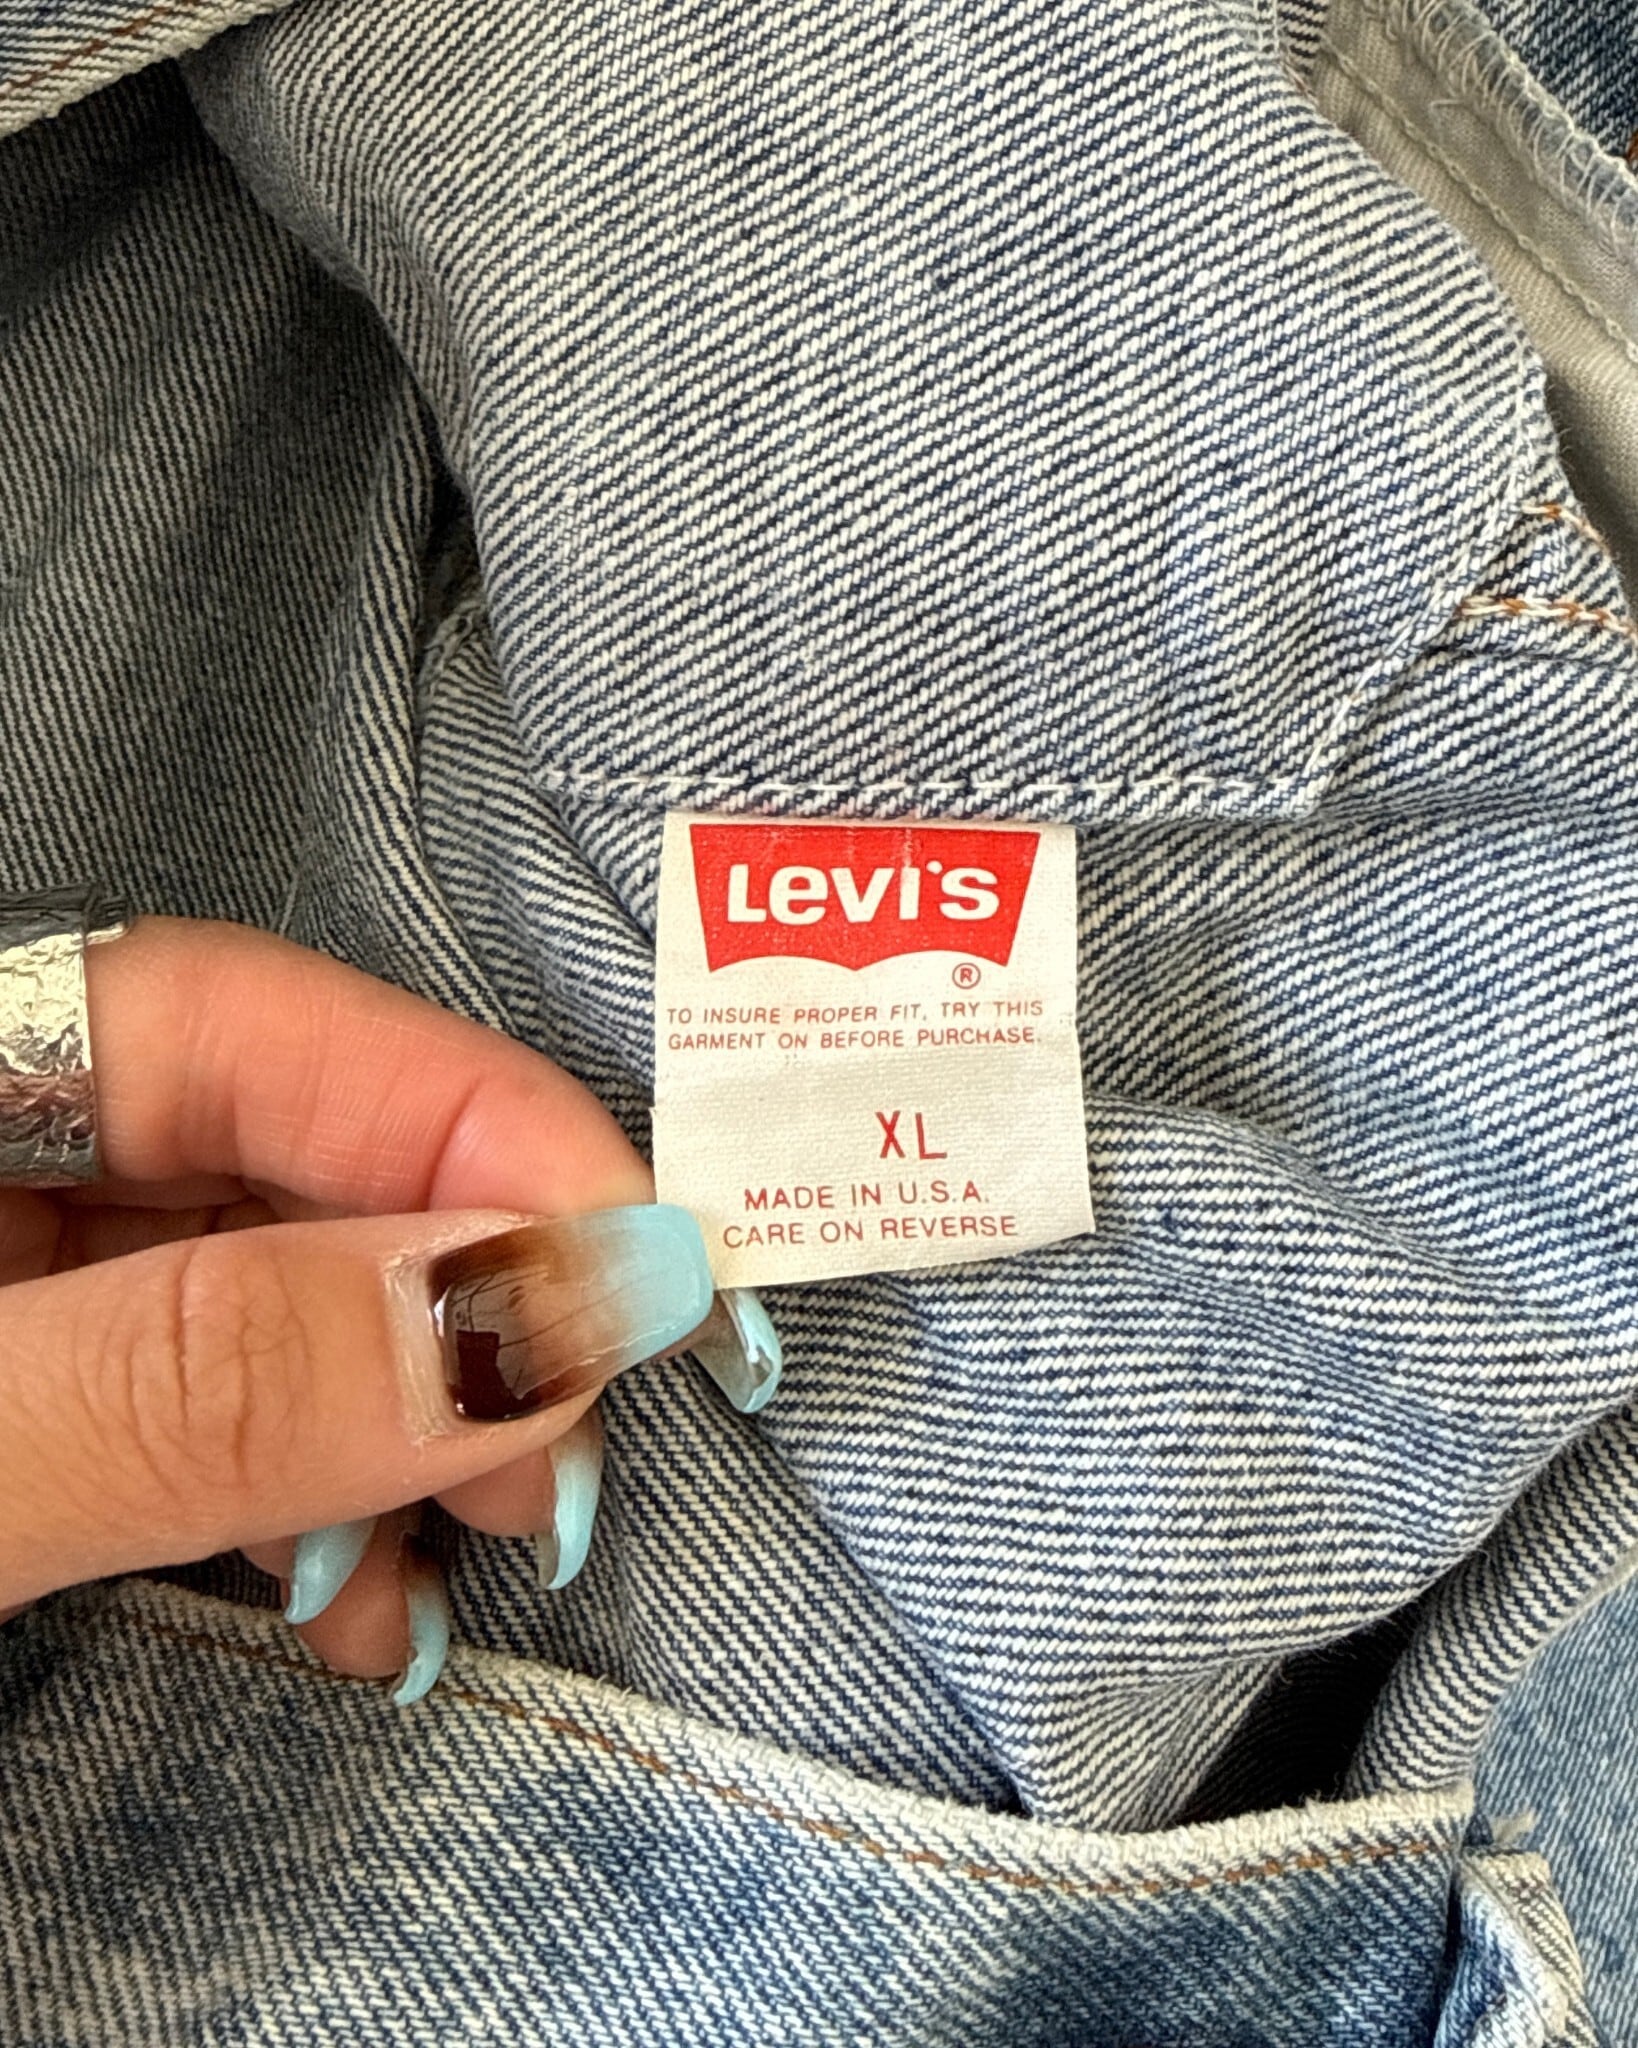 Levi's
®
TO INSURE PROPER FIT, TRY THIS
GARMENT ON BEFORE PURCHASE.
XL
MADE IN U.S.A.
CARE ON REVERSE